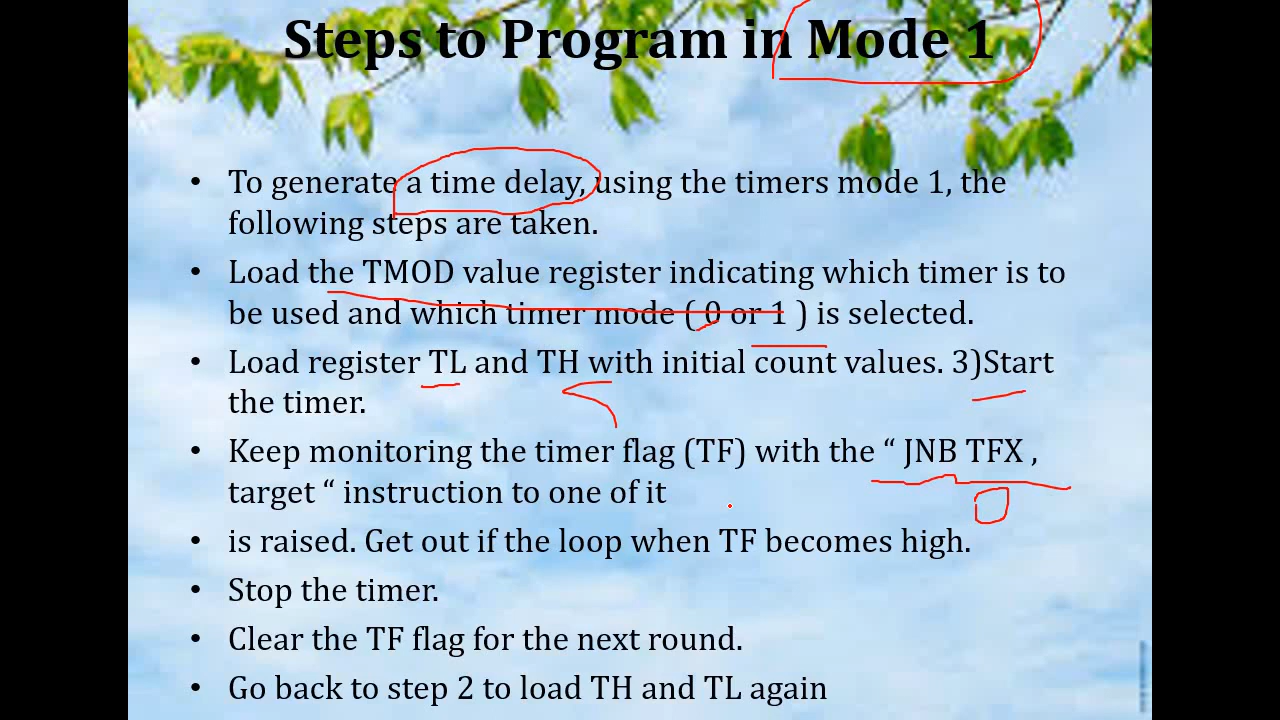 Steps to Program in Mode 1
• To generate a time delay, using the timers mode 1, the
following steps are taken.
• Load the TMOD value register indicating which timer is to
be used and which timer mode ( 0 or 1 ) is selected.
• Load register TL and TH with initial count values. 3)Start
the timer.
• Keep monitoring the timer flag (TF) with the “ JNB TFX ,
target “ instruction to one of it
• is raised. Get out if the loop when TF becomes high.
• Stop the timer.
• Clear the TF flag for the next round.
• Go back to step 2 to load TH and TL again